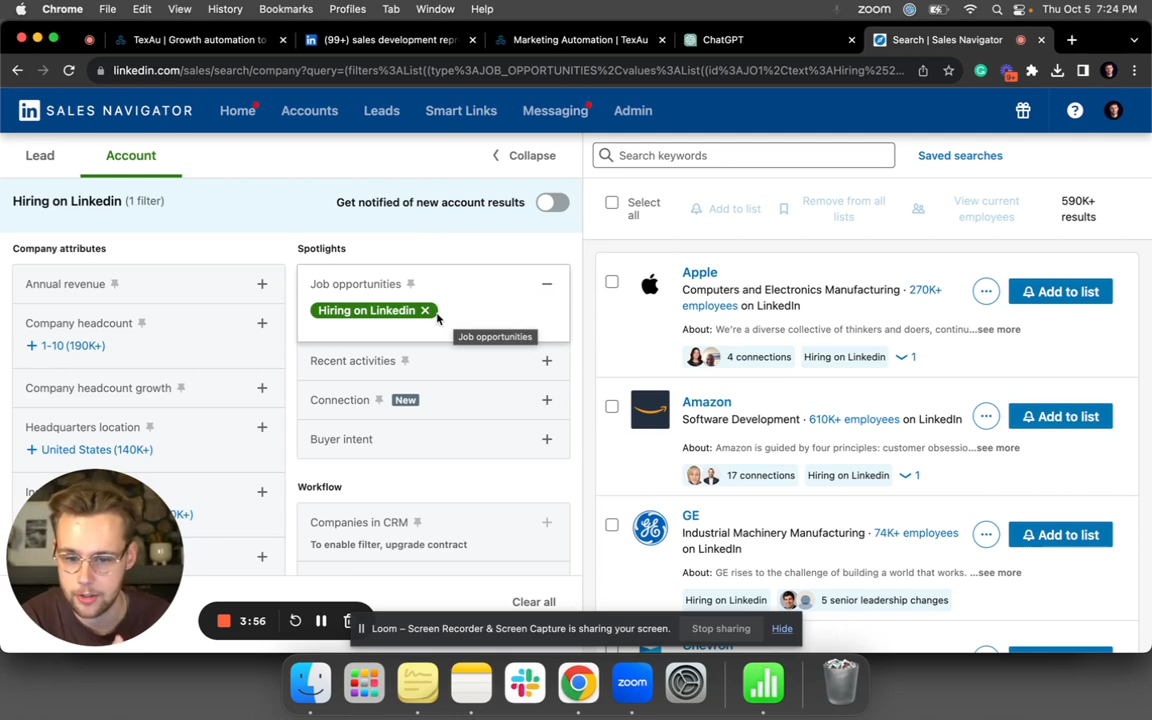 Chrome File Edit View History Bookmarks Profiles Tab Window Help
zoom Thu Oct 5 7:24 PM
TexAu | Growth automation to
(99+) sales development repr
Marketing Automation | TexAu
ChatGPT
Search | Sales Navigator
linkedin.com/sales/search/company?query=(filters%3AList((type%3AJOB_OPPORTUNITIES%2Cvalues%3AList((id%3AJO1%2Ctext%3AHiring%252...
9+
in SALES NAVIGATOR Home Accounts Leads Smart Links Messaging Admin
Lead Account Collapse
Search keywords Saved searches
Hiring on Linkedin (1 filter) Get notified of new account results
Select all
Add to list
Remove from all lists
View current employees
590K+ results
Company attributes
Annual revenue
Company headcount
+ 1-10 (190K+)
Company headcount growth
Headquarters location
+ United States (140K+)
In
K+)
Spotlights
Job opportunities
Hiring on Linkedin
Job opportunities
Recent activities
Connection New
Buyer intent
Workflow
Companies in CRM
To enable filter, upgrade contract
Clear all
Apple
Computers and Electronics Manufacturing · 270K+
employees on LinkedIn
Add to list
About: We're a diverse collective of thinkers and doers, continu...see more
4 connections Hiring on Linkedin 1
Amazon
Software Development · 610K+ employees on LinkedIn
Add to list
About: Amazon is guided by four principles: customer obsessio...see more
17 connections Hiring on Linkedin 1
GE
Industrial Machinery Manufacturing · 74K+ employees
on LinkedIn
Add to list
About: GE rises to the challenge of building a world that works. ...see more
Hiring on Linkedin 5 senior leadership changes
Chevron
3:56
Loom – Screen Recorder & Screen Capture is sharing your screen. Stop sharing Hide
zoom